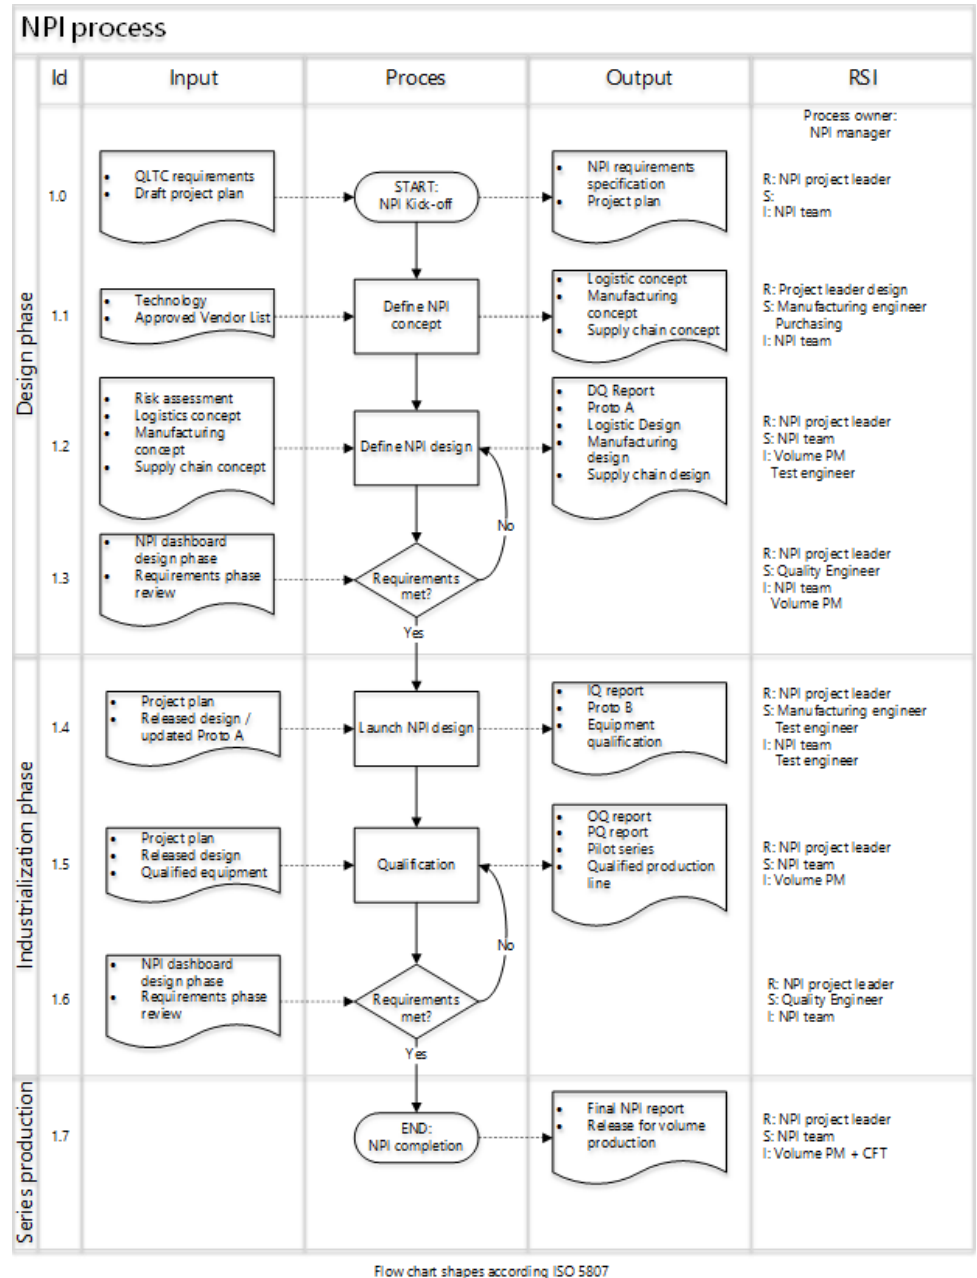 NPI process
Id
Input
Proces
Output
RSI
Process owner:
NPI manager
Design phase
1.0
QLTC requirements
Draft project plan
START:
NPI Kick-off
NPI requirements
specification
Project plan
R: NPI project leader
S:
I: NPI team
1.1
Technology
Approved Vendor List
Define NPI
concept
Logistic concept
Manufacturing
concept
Supply chain concept
R: Project leader design
S: Manufacturing engineer
Purchasing
I: NPI team
1.2
Risk assessment
Logistics concept
Manufacturing
concept
Supply chain concept
Define NPI design
DQ Report
Proto A
Logistic Design
Manufacturing
design
Supply chain design
R: NPI project leader
S: NPI team
I: Volume PM
Test engineer
No
1.3
NPI dashboard
design phase
Requirements phase
review
Requirements
met?
R: NPI project leader
S: Quality Engineer
I: NPI team
Volume PM
Yes
Industrialization phase
1.4
Project plan
Released design /
updated Proto A
Launch NPI design
IQ report
Proto B
Equipment
qualification
R: NPI project leader
S: Manufacturing engineer
Test engineer
I: NPI team
Test engineer
1.5
Project plan
Released design
Qualified equipment
Qualification
OQ report
PQ report
Pilot series
Qualified production
line
R: NPI project leader
S: NPI team
I: Volume PM
No
1.6
NPI dashboard
design phase
Requirements phase
review
Requirements
met?
R: NPI project leader
S: Quality Engineer
I: NPI team
Yes
Series production
1.7
END:
NPI completion
Final NPI report
Release for volume
production
R: NPI project leader
S: NPI team
I: Volume PM + CFT
Flow chart shapes according ISO 5807